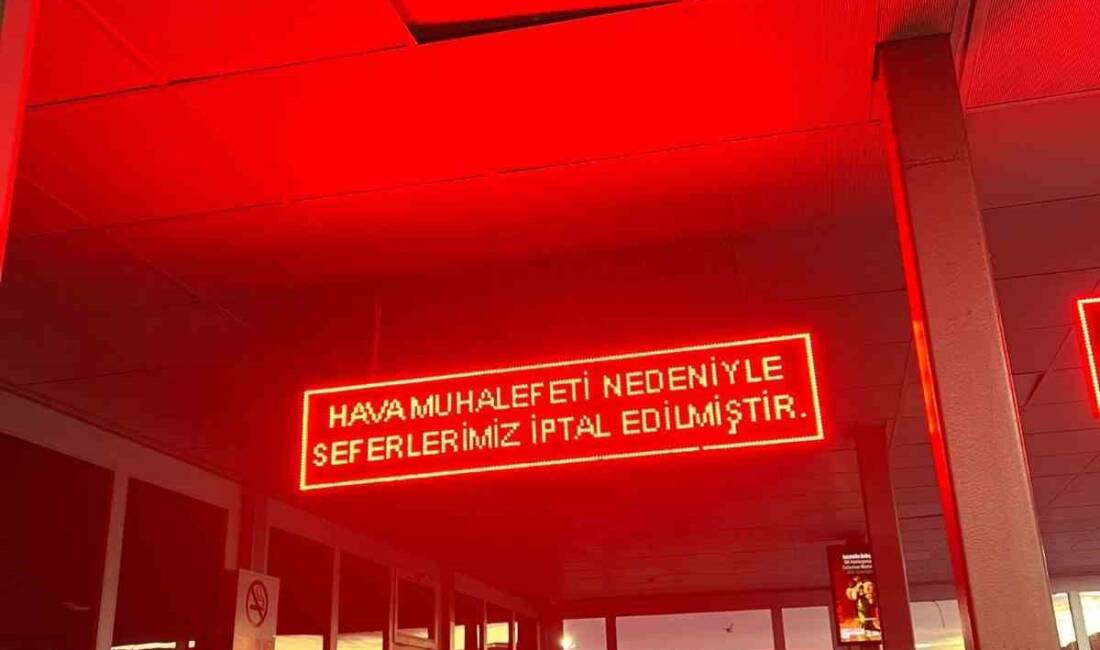 HAVA MUHALEFETİ NEDENİYLE
SEFERLERİMİZ İPTAL EDİLMİŞTİR.